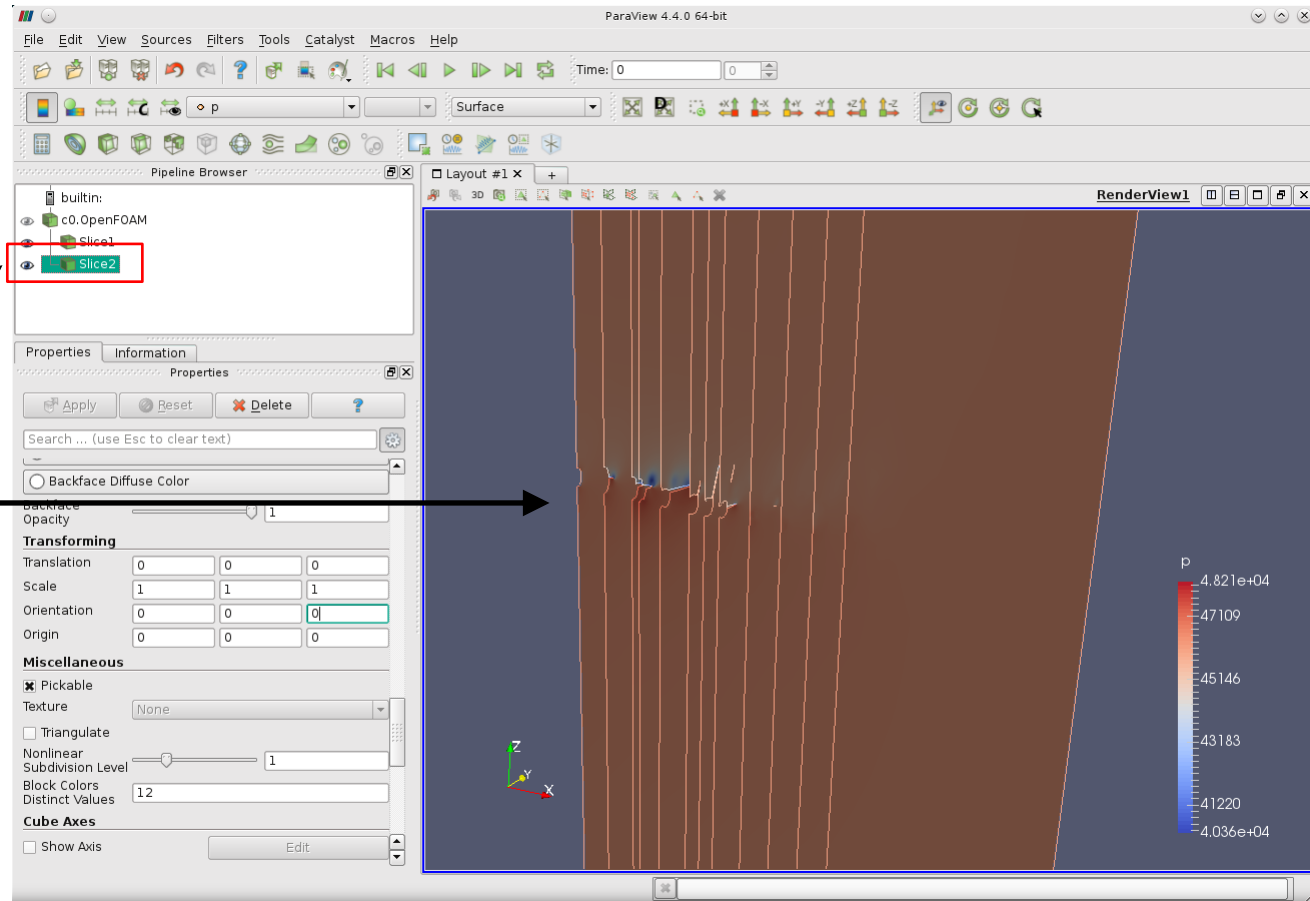 ParaView 4.4.0 64-bit
File Edit View Sources Filters Tools Catalyst Macros Help
Time: 0 0
p Surface
Pipeline Browser
Layout #1
3D
RenderView1
builtin:
c0.OpenFOAM
Slice1
Slice2
Properties Information
Properties
Apply Reset Delete ?
Search ... (use Esc to clear text)
Backface Diffuse Color
Backface
Opacity 1
Transforming
Translation 0 0 0
Scale 1 1 1
Orientation 0 0 0
Origin 0 0 0
Miscellaneous
Pickable
Texture None
Triangulate
Nonlinear
Subdivision Level 1
Block Colors
Distinct Values 12
Cube Axes
Show Axis Edit
Z
Y
X
p
4.821e+04
47109
45146
43183
41220
4.036e+04